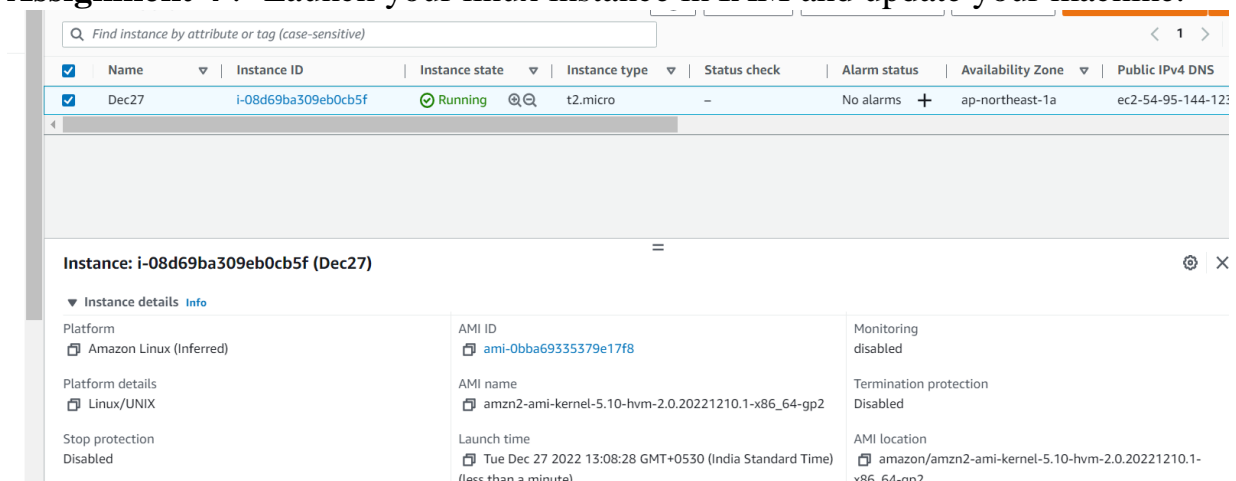 Launch your linux instance in IAM and update your machine.
Find instance by attribute or tag (case-sensitive)
1
Name Instance ID Instance state Instance type Status check Alarm status Availability Zone Public IPv4 DNS
Dec27 i-08d69ba309eb0cb5f Running t2.micro – No alarms + ap-northeast-1a ec2-54-95-144-123
Instance: i-08d69ba309eb0cb5f (Dec27)
Instance details Info
Platform AMI ID Monitoring
Amazon Linux (Inferred) ami-0bba69335379e17f8 disabled
Platform details AMI name Termination protection
Linux/UNIX amzn2-ami-kernel-5.10-hvm-2.0.20221210.1-x86_64-gp2 Disabled
Stop protection Launch time AMI location
Disabled Tue Dec 27 2022 13:08:28 GMT+0530 (India Standard Time) amazon/amzn2-ami-kernel-5.10-hvm-2.0.20221210.1-
(less than a minute) x86_64-gp2